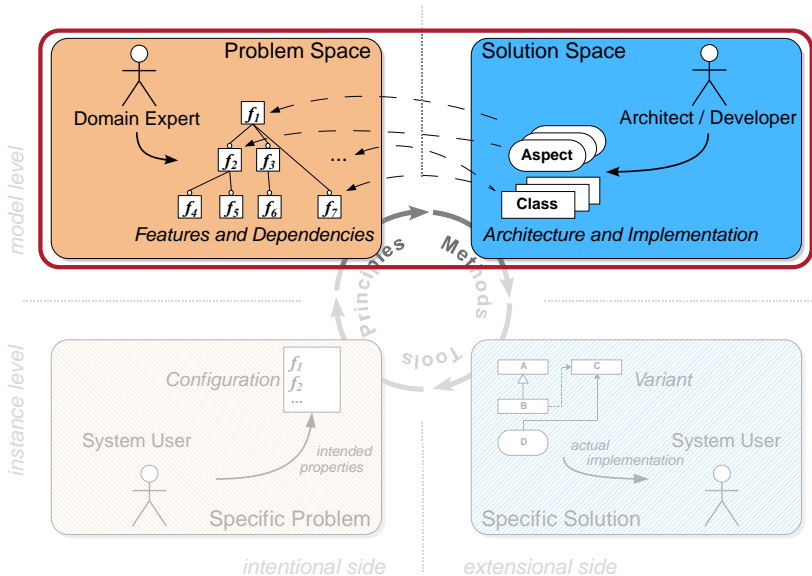 Problem Space
Solution Space
Domain Expert
f1
f2
f3
...
f4
f5
f6
f7
Features and Dependencies
Architect / Developer
Aspect
Class
Architecture and Implementation
model level
Principles
Methods
Tools
instance level
Configuration
f1
f2
...
System User
intended
properties
Specific Problem
A
C
B
D
Variant
actual
implementation
System User
Specific Solution
intentional side
extensional side